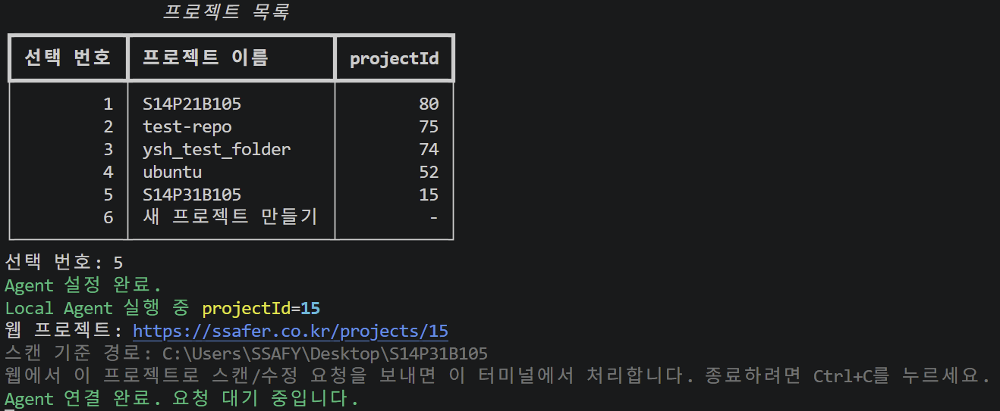 프로젝트 목록
선택 번호 프로젝트 이름 projectId
1 S14P21B105 80
2 test-repo 75
3 ysh_test_folder 74
4 ubuntu 52
5 S14P31B105 15
6 새 프로젝트 만들기 -
선택 번호: 5
Agent 설정 완료.
Local Agent 실행 중 projectId=15
웹 프로젝트: https://ssafer.co.kr/projects/15
스캔 기준 경로: C:\Users\SSAFY\Desktop\S14P31B105
웹에서 이 프로젝트로 스캔/수정 요청을 보내면 이 터미널에서 처리합니다. 종료하려면 Ctrl+C를 누르세요.
Agent 연결 완료. 요청 대기 중입니다.